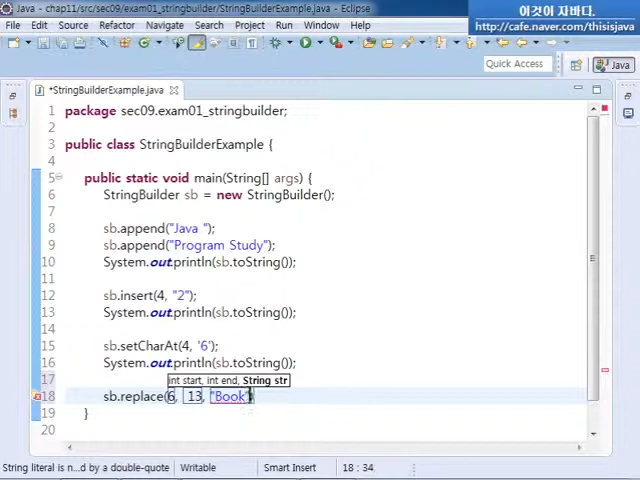 Java - chap11/src/sec09/exam01_stringbuilder/StringBuilderExample.java - Eclipse
이것이 자바다.
http://cafe.naver.com/thisisjava
File Edit Source Refactor Navigate Search Project Run Window Help
Quick Access
Java
*StringBuilderExample.java
1 package sec09.exam01_stringbuilder;
2
3 public class StringBuilderExample {
4
5 public static void main(String[] args) {
6 StringBuilder sb = new StringBuilder();
7
8 sb.append("Java ");
9 sb.append("Program Study");
10 System.out.println(sb.toString());
11
12 sb.insert(4, "2");
13 System.out.println(sb.toString());
14
15 sb.setCharAt(4, '6');
16 System.out.println(sb.toString());
17
int start, int end, String str
18 sb.replace(6, 13, "Book")
19 }
20
String literal is n...d by a double-quote Writable Smart Insert 18 : 34